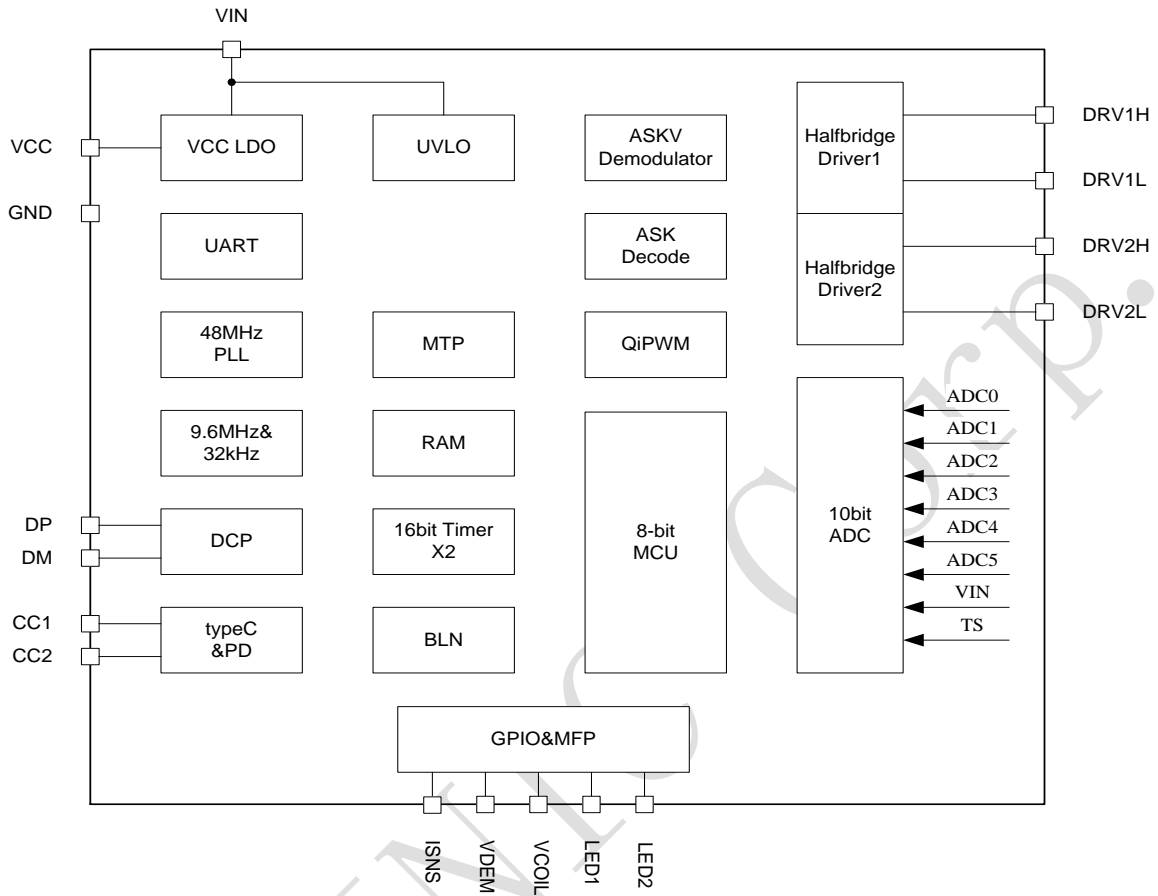 VIN
VCC
GND
VCC LDO
UVLO
ASKV
Demodulator
Halfbridge
Driver1
DRV1H
DRV1L
UART
ASK
Decode
Halfbridge
Driver2
DRV2H
DRV2L
48MHz
PLL
MTP
QiPWM
9.6MHz&
32kHz
RAM
8-bit
MCU
10bit
ADC
ADC0
ADC1
ADC2
ADC3
ADC4
ADC5
VIN
TS
DP
DM
DCP
16bit Timer
X2
CC1
CC2
typeC
&PD
BLN
GPIO&MFP
ISNS
VDEM
VCOIL
LED1
LED2
Corp.